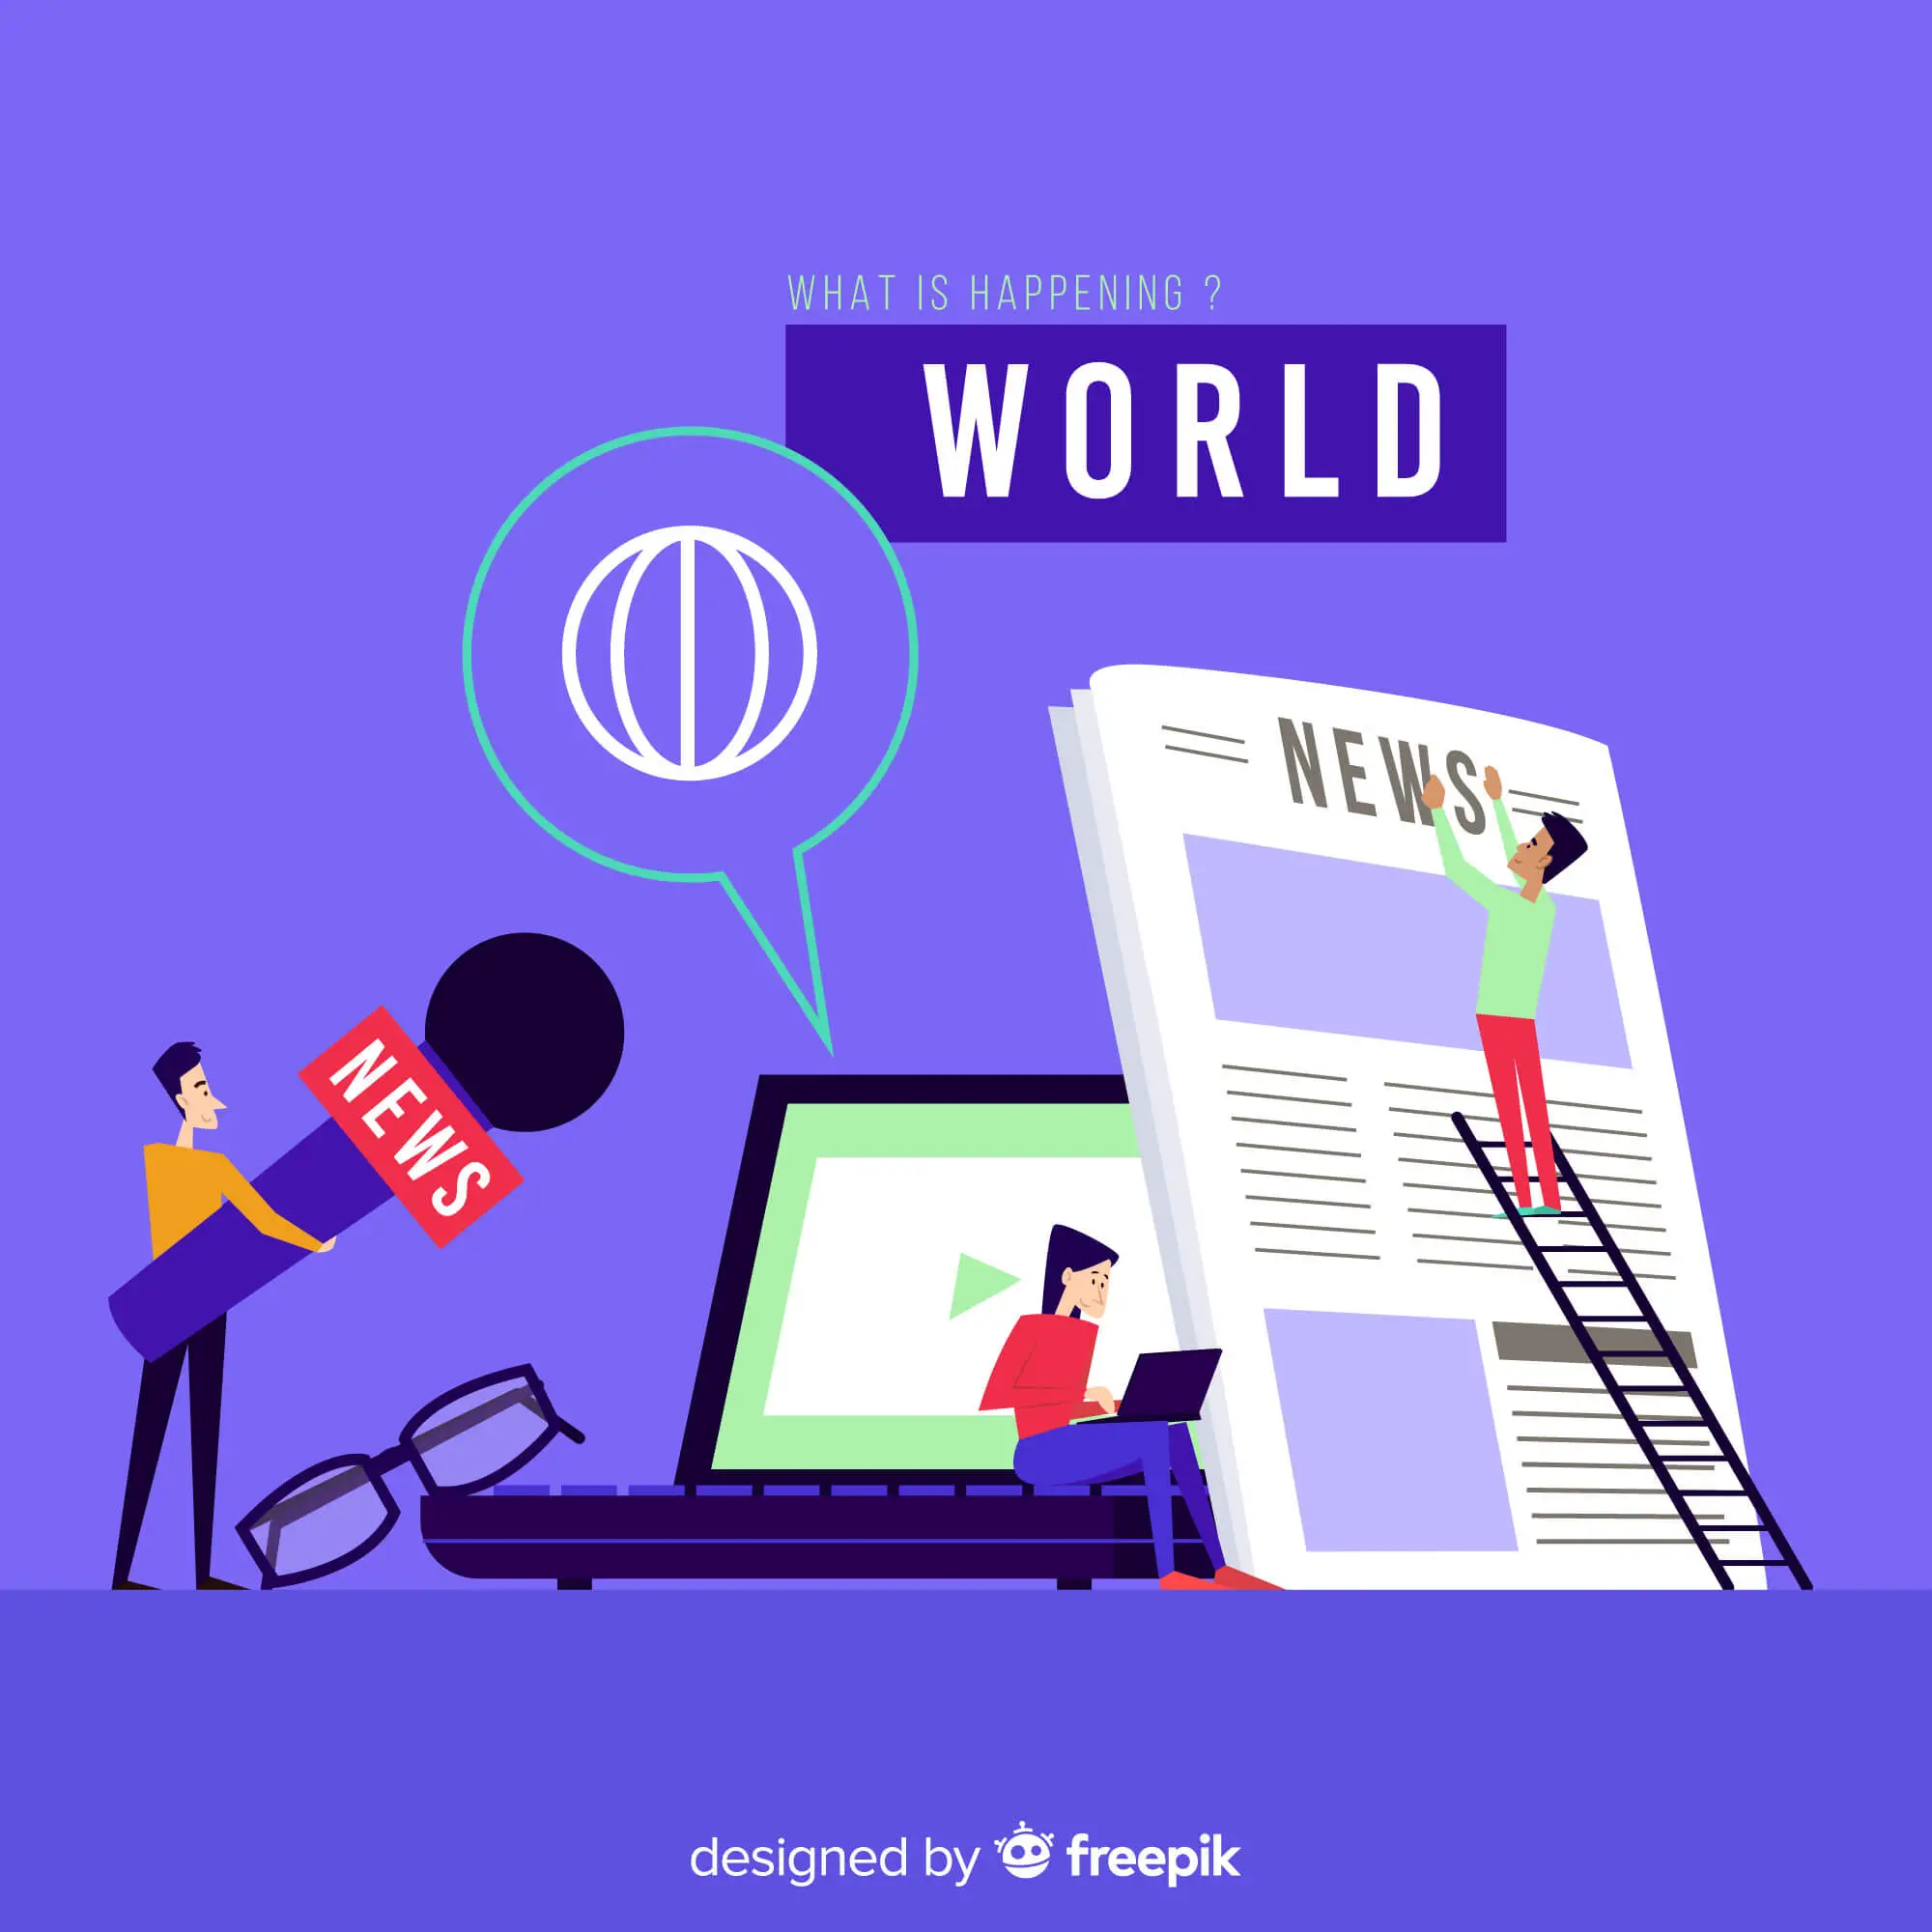 WHAT IS HAPPENING ?
WORLD
NEWS
NEWS
designed by freepik